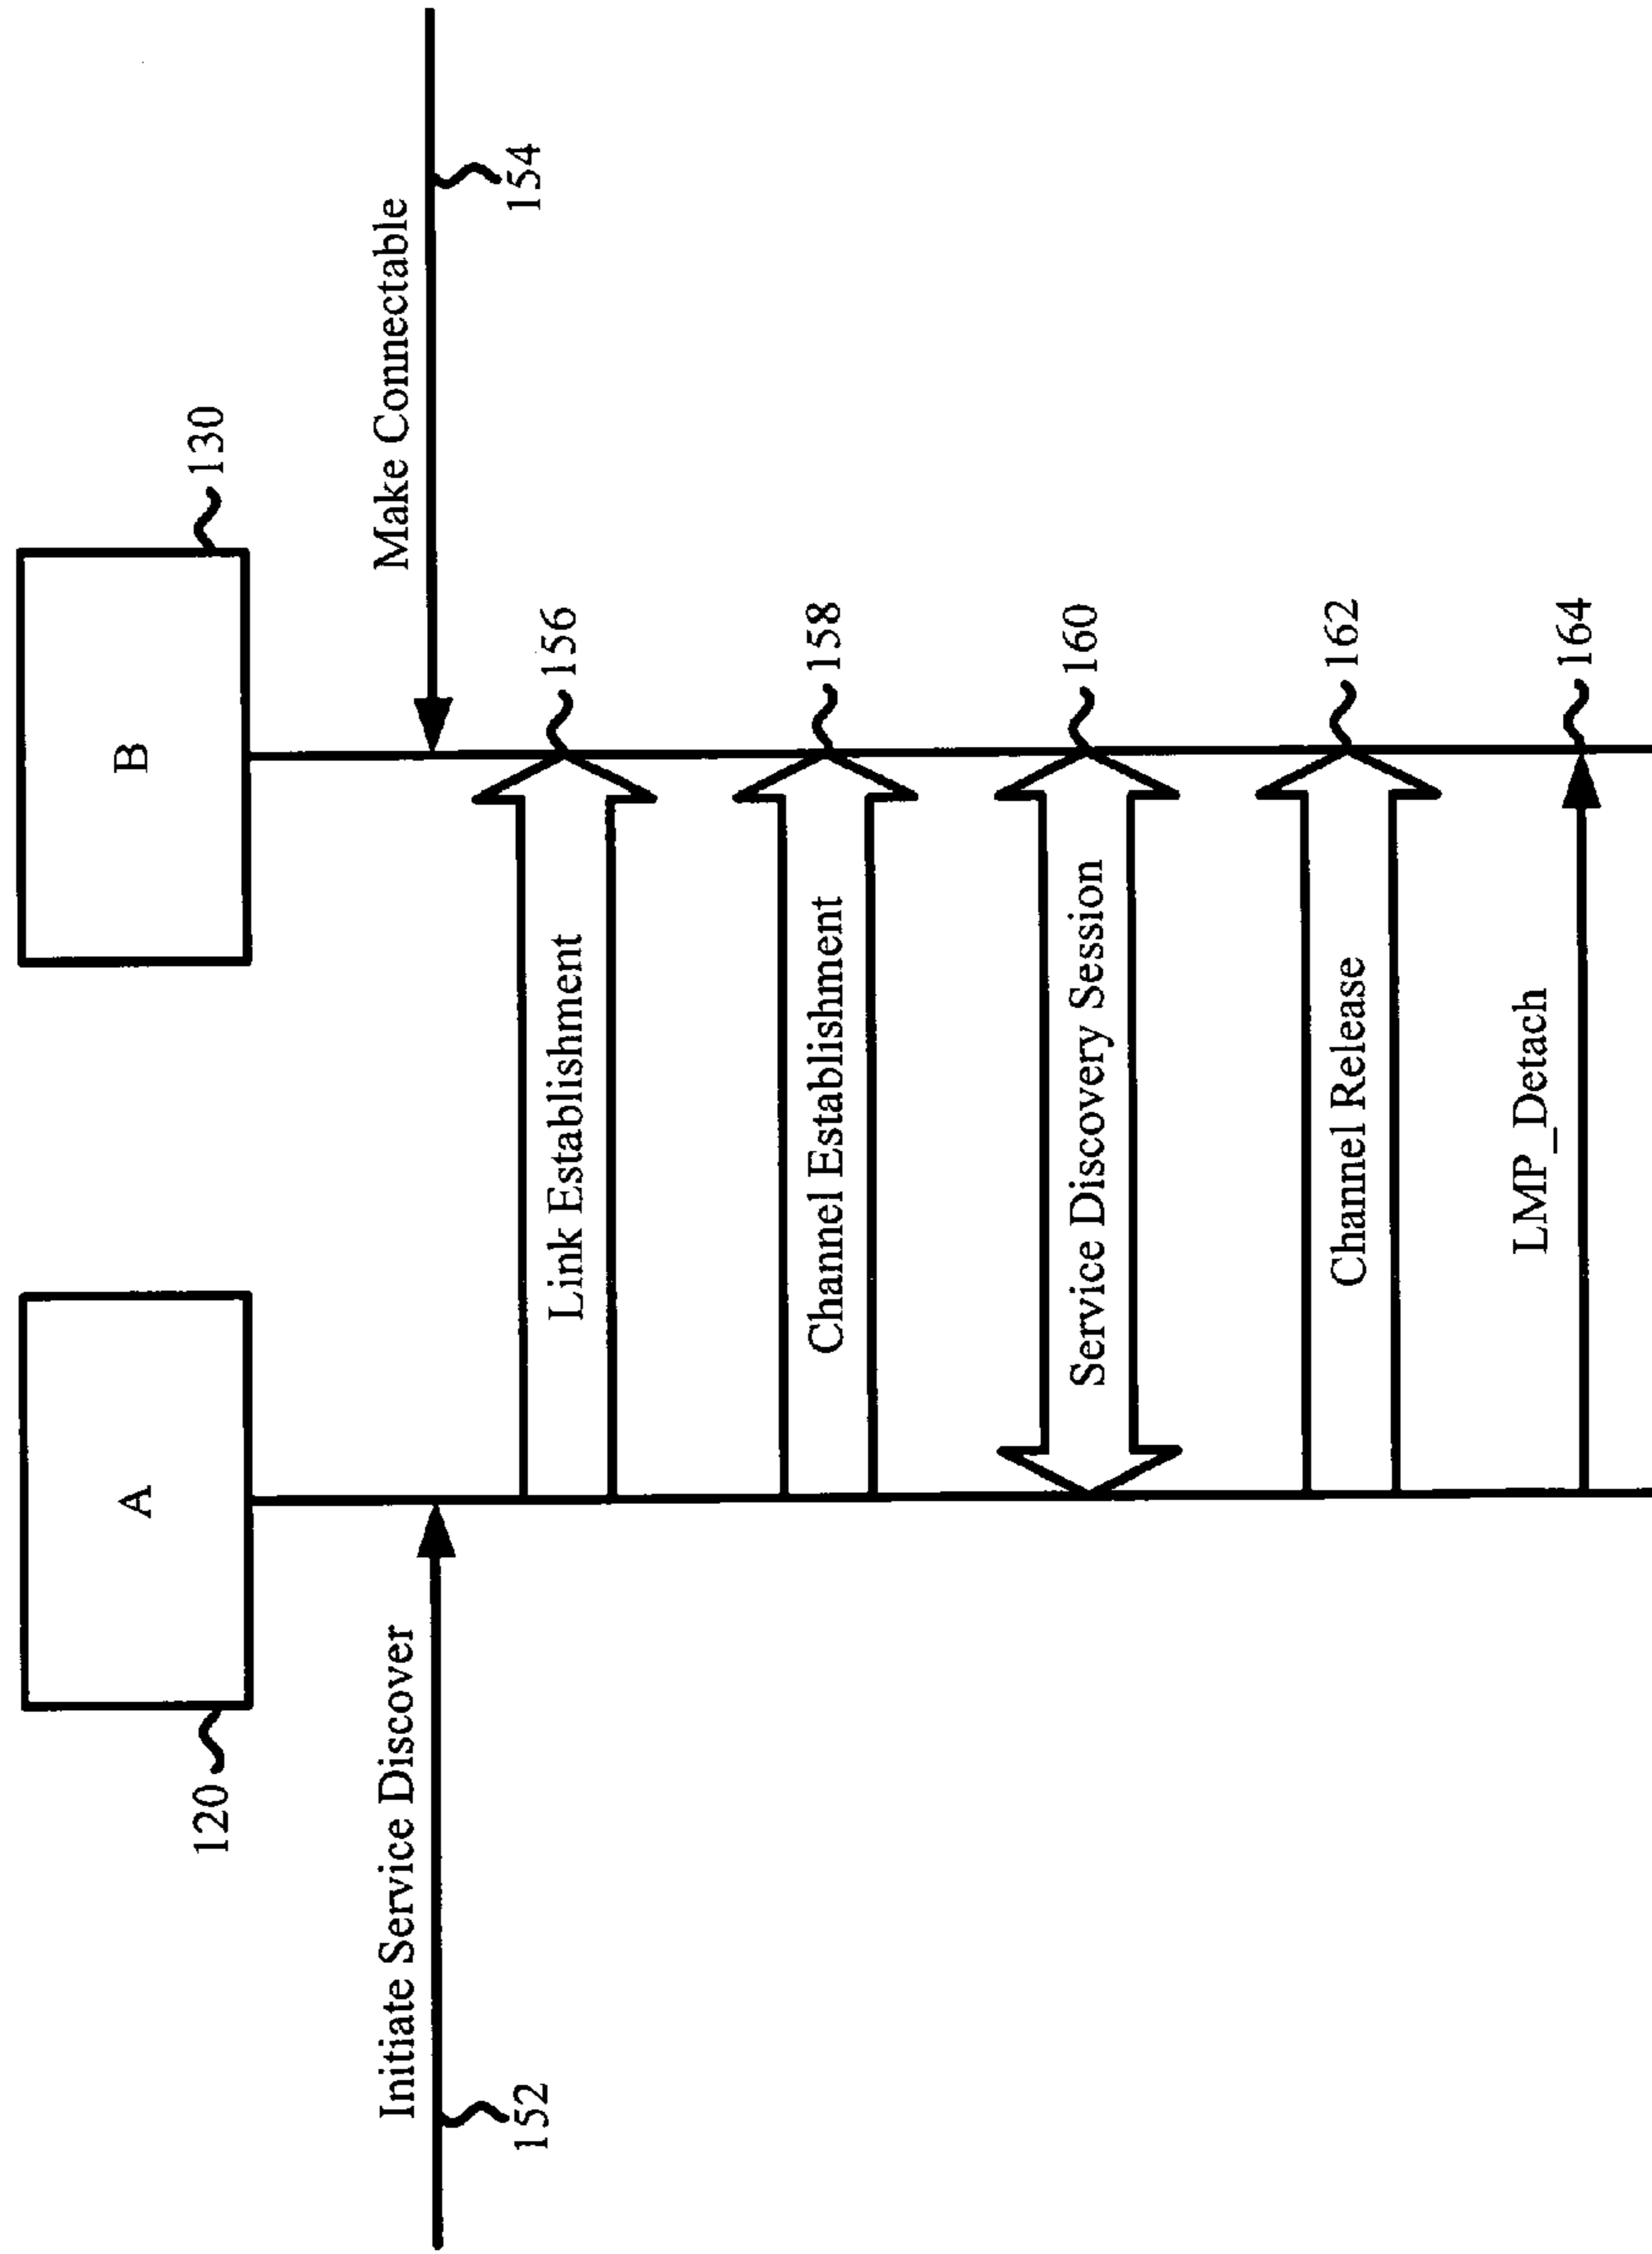 A
120
B
130
Initiate Service Discover
152
Make Connectable
154
Link Establishment
156
Channel Establishment
158
Service Discovery Session
160
Channel Release
162
LMP_Detach
164